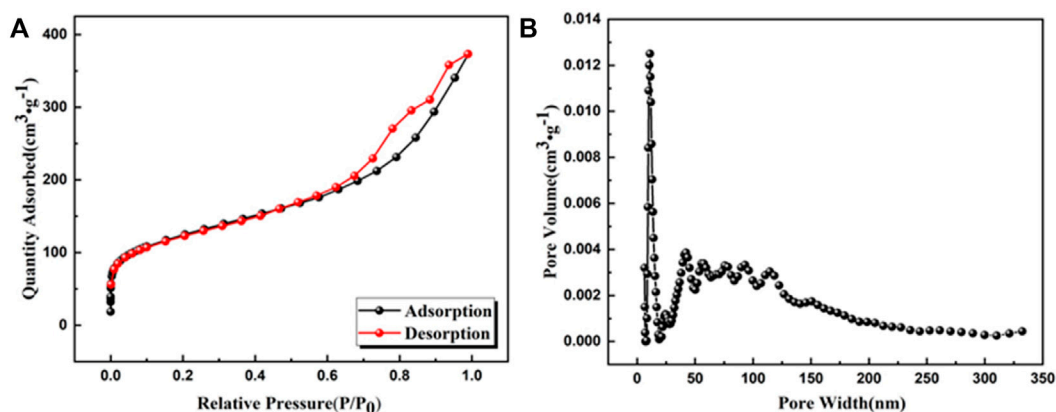 A
Quantity Adsorbed(cm³•g⁻¹)
400
300
200
100
0
0.0 0.2 0.4 0.6 0.8 1.0
Relative Pressure(P/P₀)
Adsorption
Desorption
B
Pore Volume(cm³•g⁻¹)
0.014
0.012
0.010
0.008
0.006
0.004
0.002
0.000
0 50 100 150 200 250 300 350
Pore Width(nm)